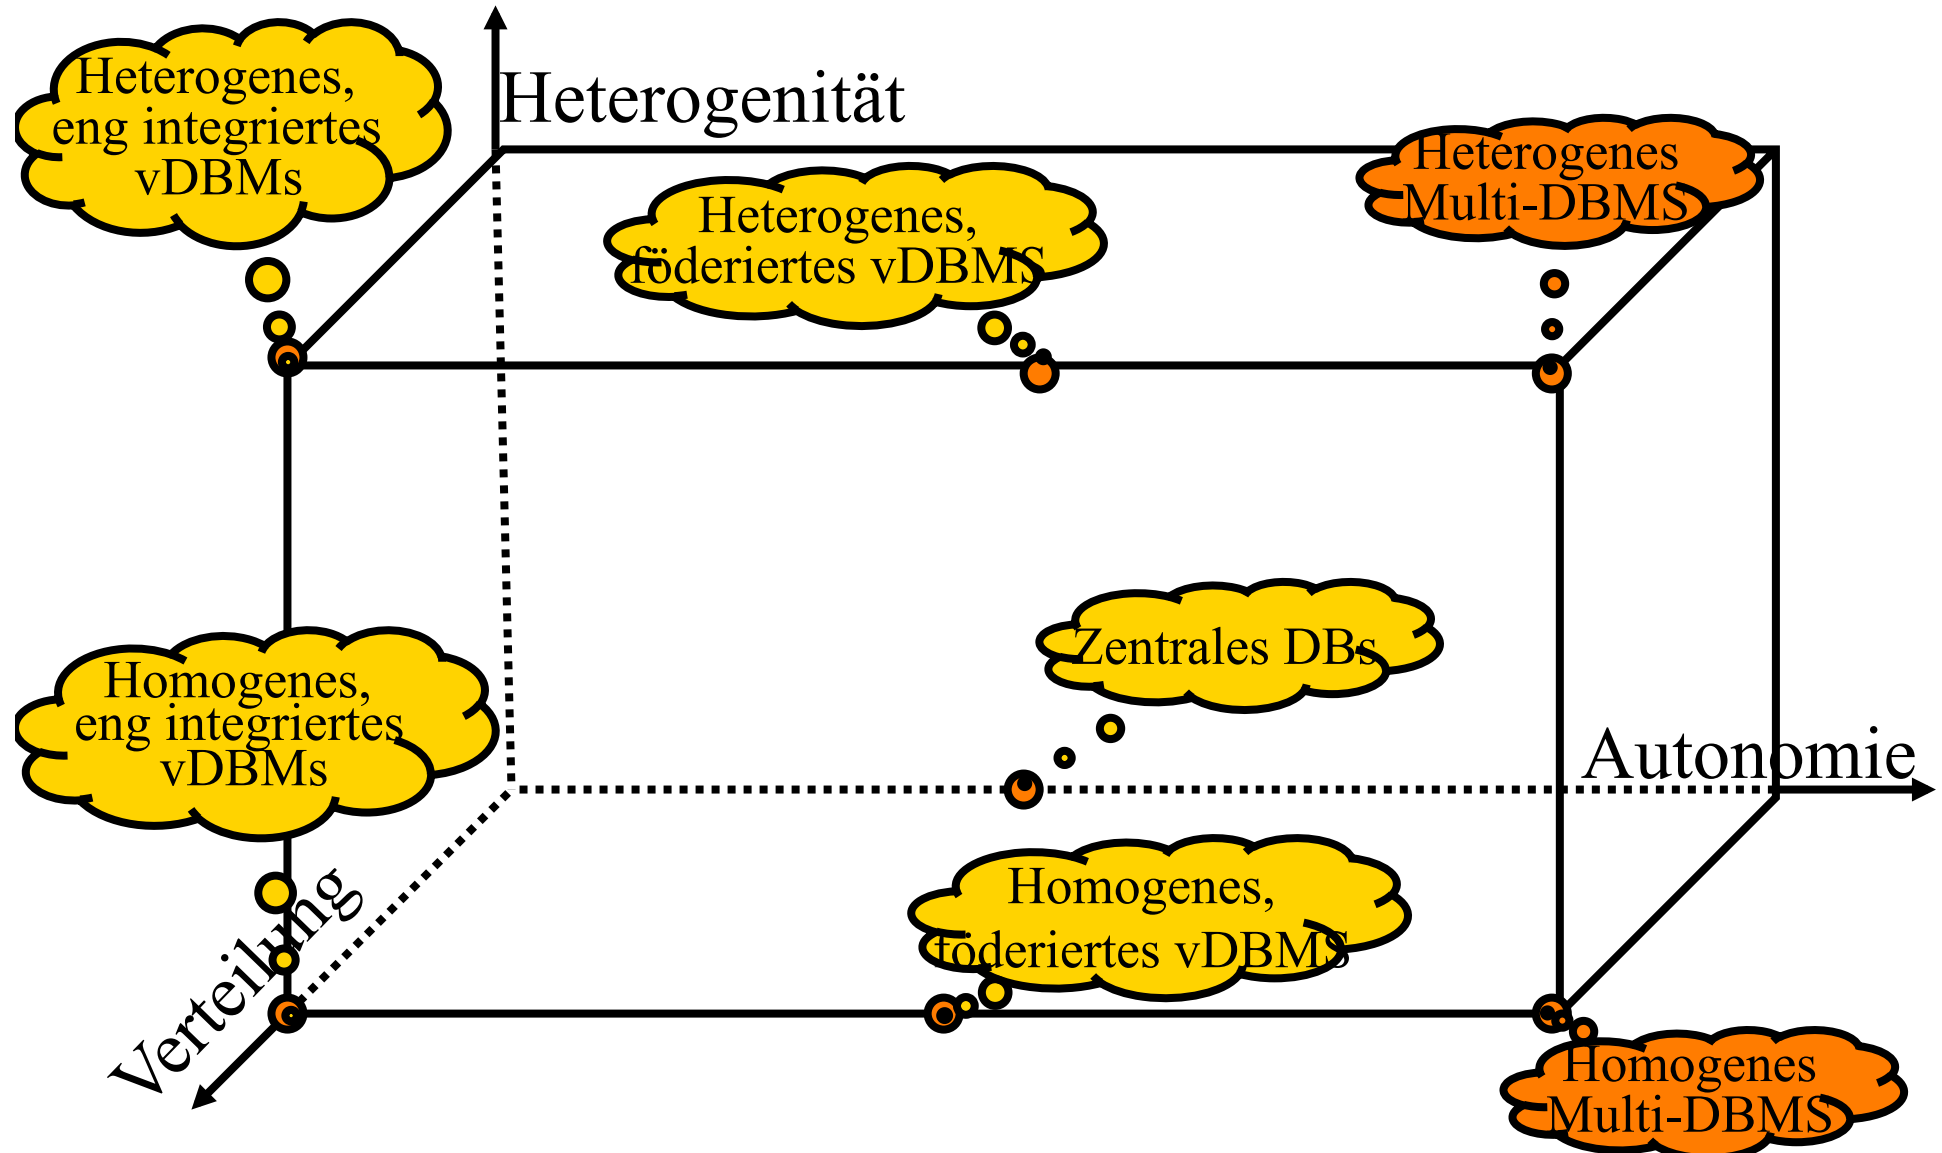 Heterogenes,
eng integriertes
vDBMs
Heterogenität
Heterogenes,
föderiertes vDBMS
Heterogenes
Multi-DBMS
Homogenes,
eng integriertes
vDBMs
Zentrales DBs
Autonomie
Verteilung
Homogenes,
föderiertes vDBMS
Homogenes
Multi-DBMS